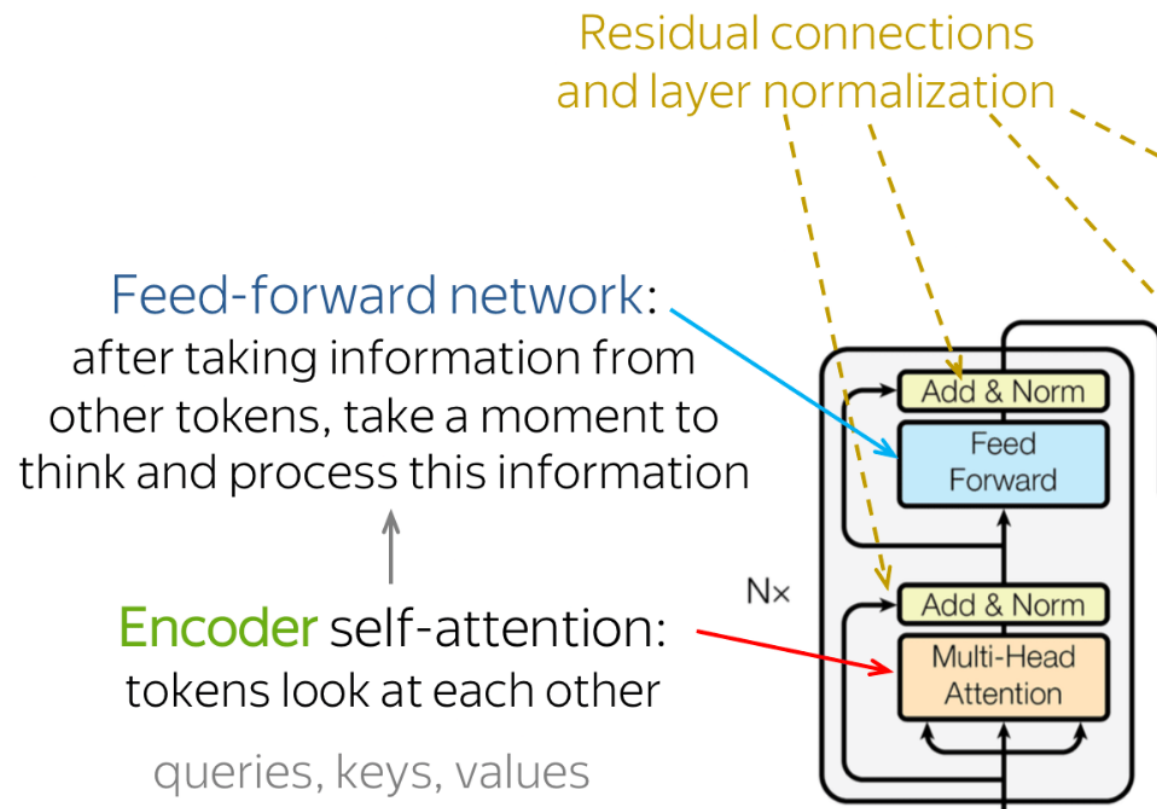 Residual connections
and layer normalization
Feed-forward network:
after taking information from
other tokens, take a moment to
think and process this information
Encoder self-attention:
tokens look at each other
queries, keys, values
Add & Norm
Feed
Forward
N×
Add & Norm
Multi-Head
Attention